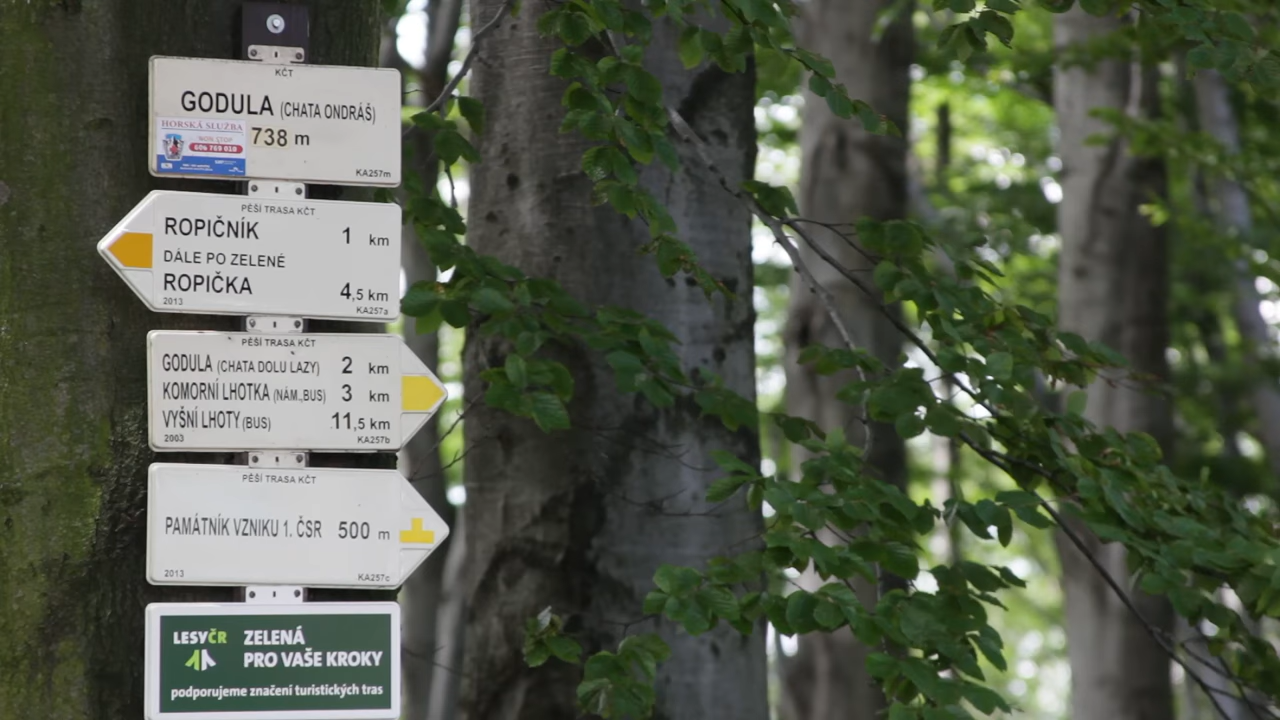 KČT
GODULA (CHATA ONDRÁŠ)
HORSKÁ SLUŽBA
NON STOP
606 769 010
738 m
KA257m
PĚŠÍ TRASA KČT
ROPIČNÍK 1 km
DÁLE PO ZELENÉ
ROPIČKA 4,5 km
2013 KA257a
PĚŠÍ TRASA KČT
GODULA (CHATA DOLU LAZY) 2 km
KOMORNÍ LHOTKA (NÁM.,BUS) 3 km
VYŠNÍ LHOTY (BUS) 11,5 km
2003 KA257b
PĚŠÍ TRASA KČT
PAMÁTNÍK VZNIKU 1. ČSR 500 m
2013 KA257c
LESYČR ZELENÁ
PRO VAŠE KROKY
podporujeme značení turistických tras